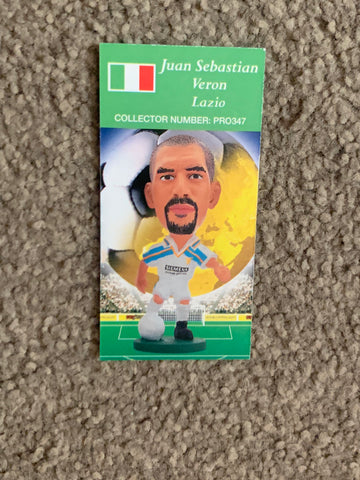 Juan Sebastian
Veron
Lazio
COLLECTOR NUMBER: PRO347
SIEMENS